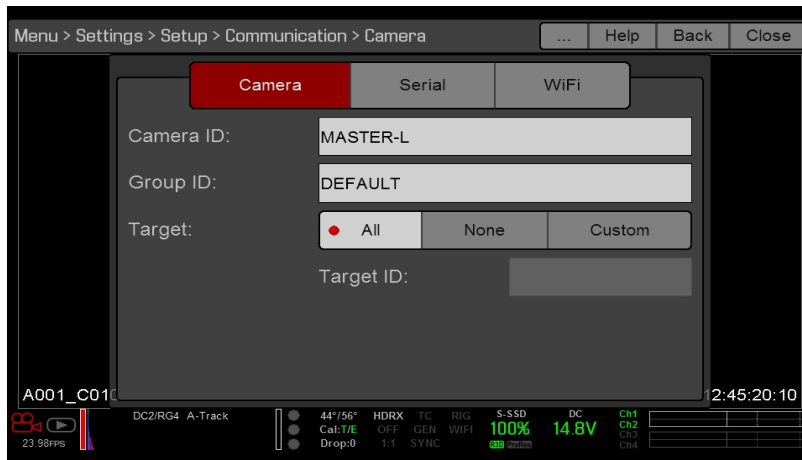 Menu > Settings > Setup > Communication > Camera ... Help Back Close
Camera Serial WiFi
Camera ID: MASTER-L
Group ID: DEFAULT
Target: All None Custom
Target ID:
A001_C01 2:45:20:10
DC2/RG4 A-Track 44°/56° HDRX TC RIG S-SSD DC Ch1
Cal:T/E OFF GEN WIFI 100% 14.8V Ch2
23.98FPS Drop:0 1:1 SYNC R3D ProRes Ch3
Ch4